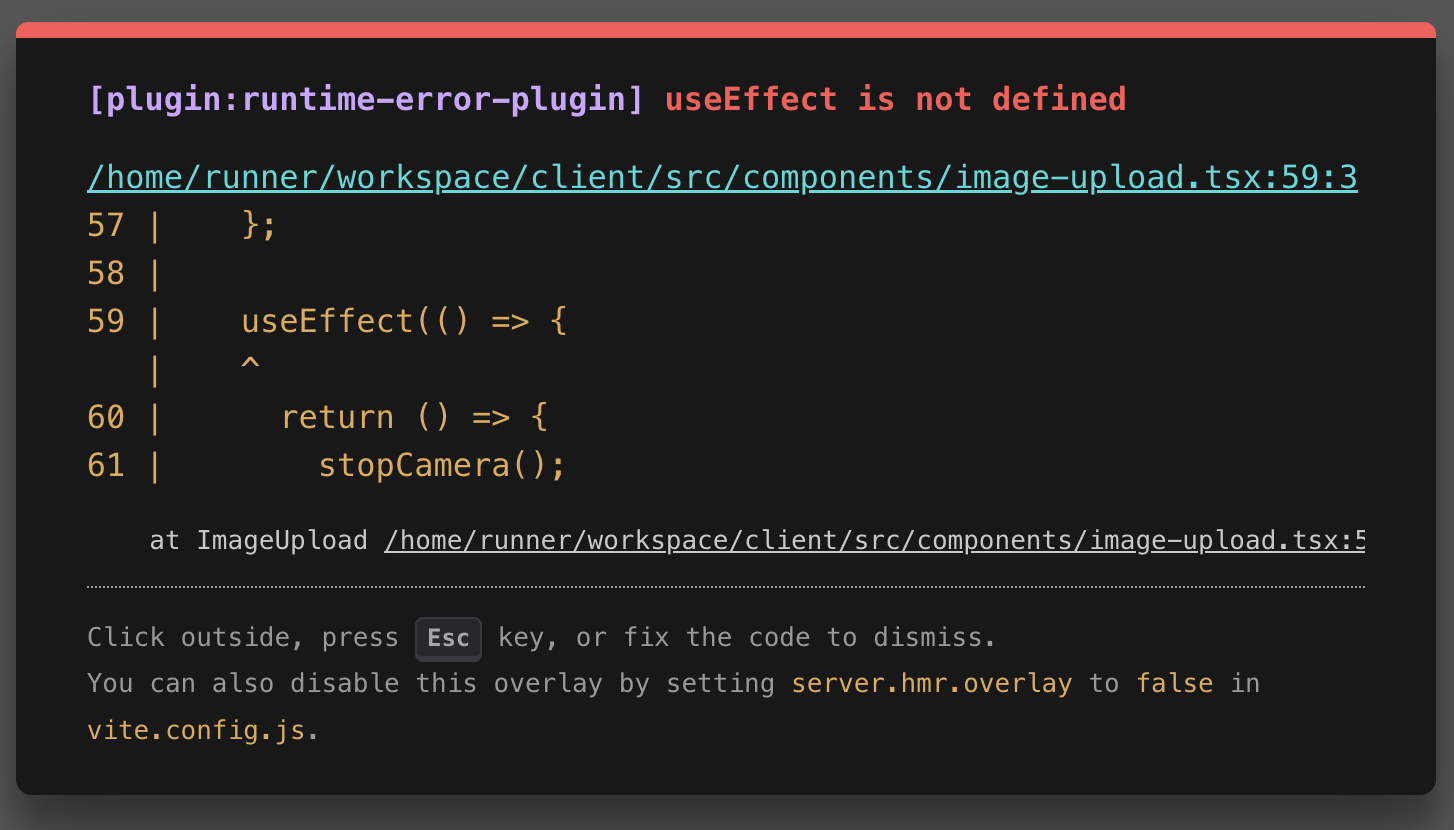 [plugin:runtime-error-plugin] useEffect is not defined
/home/runner/workspace/client/src/components/image-upload.tsx:59:3
57 |    };
58 |
59 |    useEffect(() => {
   |    ^
60 |      return () => {
61 |        stopCamera();
    at ImageUpload /home/runner/workspace/client/src/components/image-upload.tsx:5
Click outside, press Esc key, or fix the code to dismiss.
You can also disable this overlay by setting server.hmr.overlay to false in
vite.config.js.